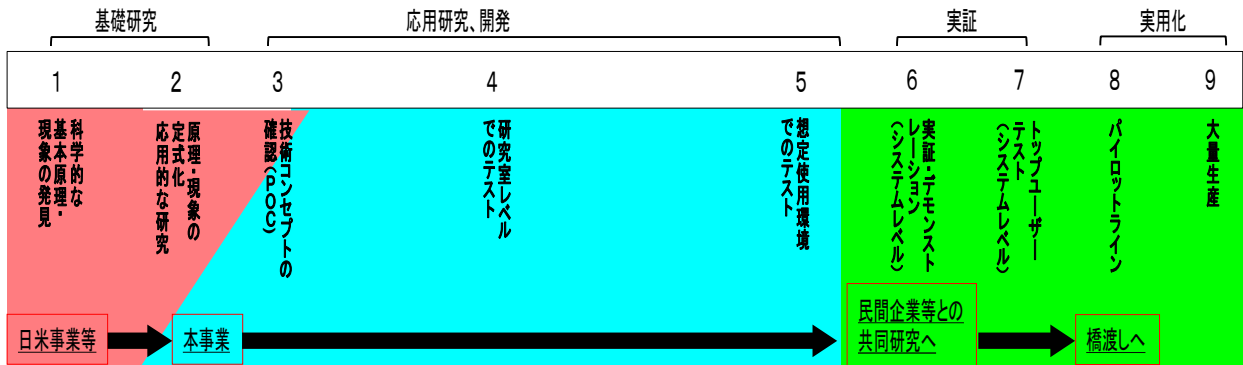 基礎研究
応用研究、開発
実証
実用化
1
2
3
4
5
6
7
8
9
科学的な
基本原理・
現象の発見
原理・現象の
定式化
応用的な研究
技術コンセプトの
確認(POC)
研究室レベル
でのテスト
想定使用環境
でのテスト
実証・デモンスト
レーション
(システムレベル)
トップユーザー
テスト
(システムレベル)
パイロットライン
大量生産
日米事業等
本事業
民間企業等との
共同研究へ
橋渡しへ